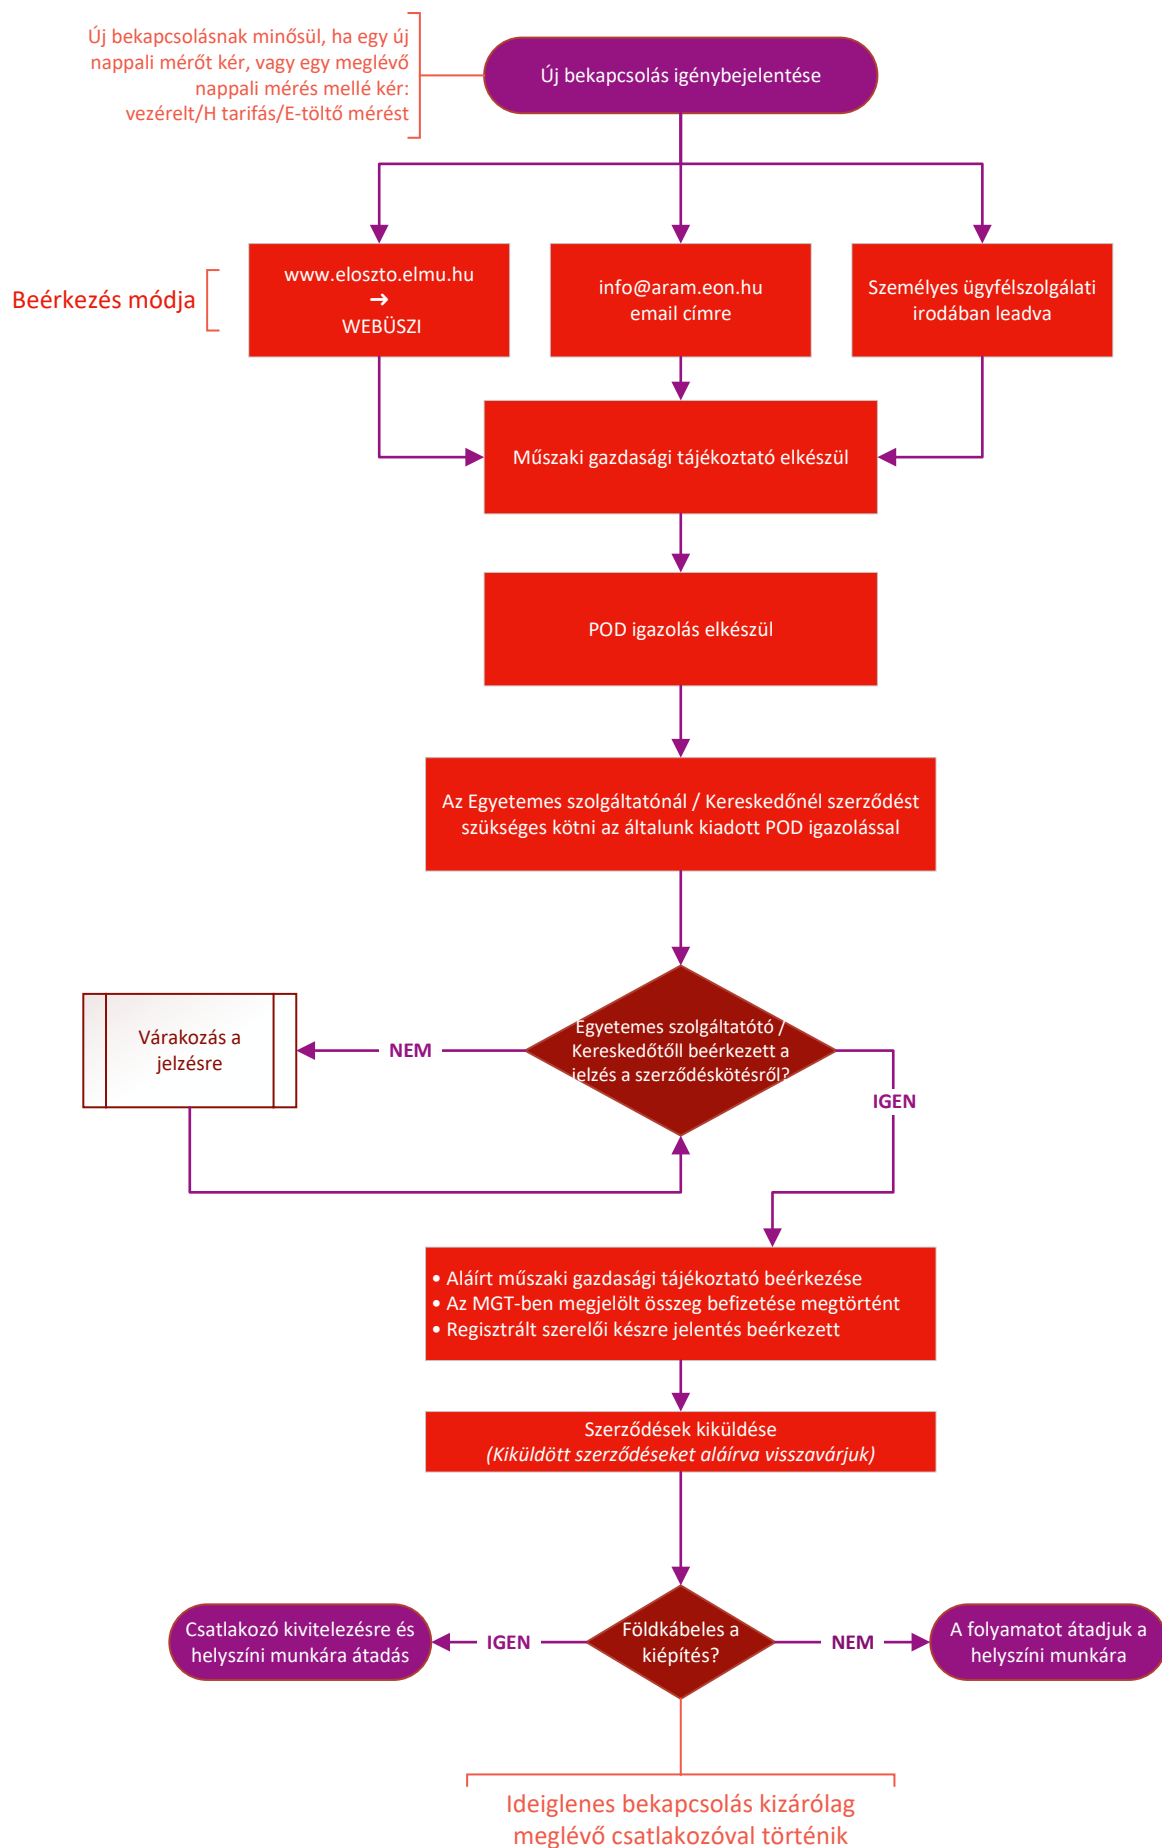 Új bekapcsolásnak minősül, ha egy új
nappali mérőt kér, vagy egy meglévő
nappali mérés mellé kér:
vezérelt/H tarifás/E-töltő mérést
Új bekapcsolás igénybejelentése
Beérkezés módja
www.eloszto.elmu.hu
➔
WEBÜSZI
info@aram.eon.hu
email címre
Személyes ügyfélszolgálati
irodában leadva
Műszaki gazdasági tájékoztató elkészül
POD igazolás elkészül
Az Egyetemes szolgáltatónál / Kereskedőnél szerződést
szükséges kötni az általunk kiadott POD igazolással
Egyetemes szolgáltatótó /
Kereskedőtőll beérkezett a
jelzés a szerződéskötésről?
NEM
Várakozás a
jelzésre
IGEN
• Aláírt műszaki gazdasági tájékoztató beérkezése
• Az MGT-ben megjelölt összeg befizetése megtörtént
• Regisztrált szerelői készre jelentés beérkezett
Szerződések kiküldése
(Kiküldött szerződéseket aláírva visszavárjuk)
Földkábeles a
kiépítés?
IGEN
Csatlakozó kivitelezésre és
helyszíni munkára átadás
NEM
A folyamatot átadjuk a
helyszíni munkára
Ideiglenes bekapcsolás kizárólag
meglévő csatlakozóval történik